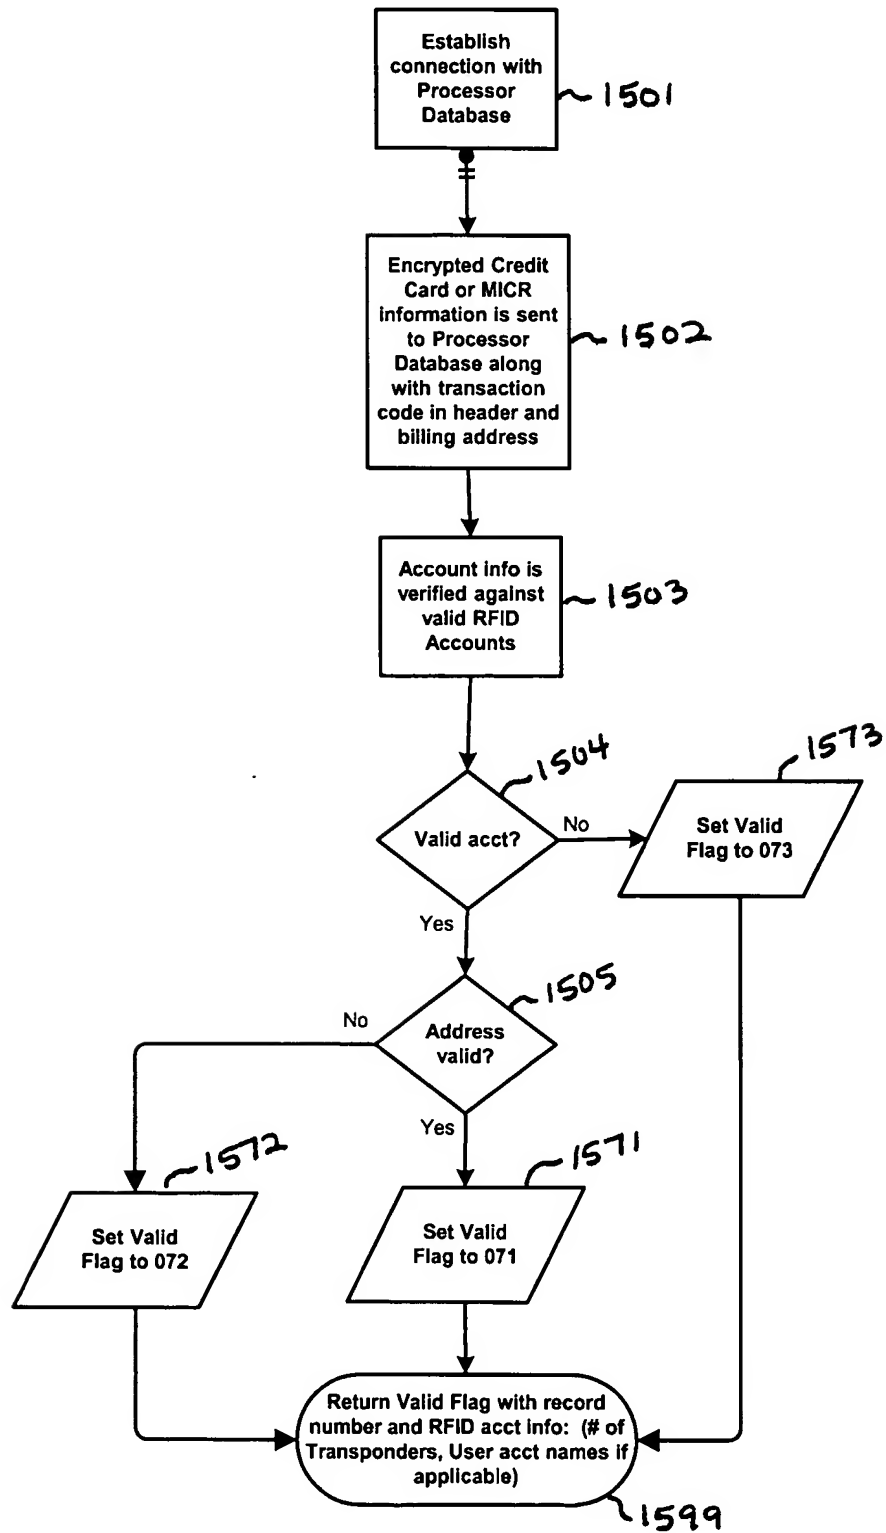 Establish
connection with
Processor
Database
1501
Encrypted Credit
Card or MICR
information is sent
to Processor
Database along
with transaction
code in header and
billing address
1502
Account info is
verified against
valid RFID
Accounts
1503
1504
Valid acct?
No
1573
Set Valid
Flag to 073
Yes
1505
Address
valid?
No
Yes
1572
Set Valid
Flag to 072
1571
Set Valid
Flag to 071
Return Valid Flag with record
number and RFID acct info: (# of
Transponders, User acct names if
applicable)
1599